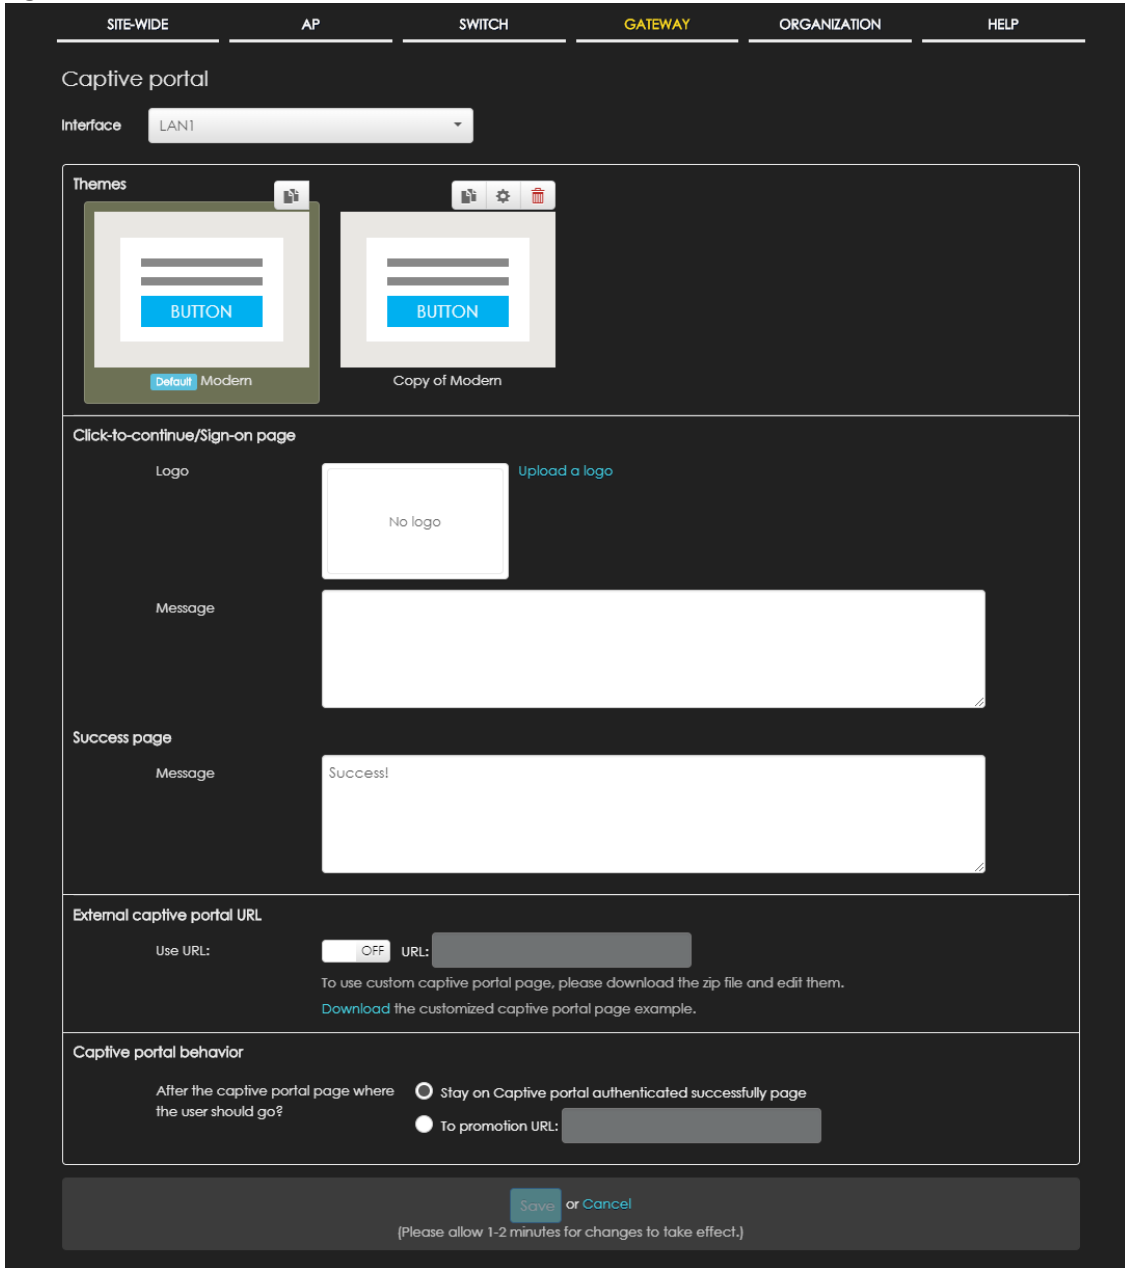 SITE-WIDE AP SWITCH GATEWAY ORGANIZATION HELP
Captive portal
Interface LAN1
Themes
BUTTON BUTTON
Default Modern Copy of Modern
Click-to-continue/Sign-on page
Logo Upload a logo
No logo
Message
Success page
Message Success!
External captive portal URL
Use URL: OFF URL:
To use custom captive portal page, please download the zip file and edit them.
Download the customized captive portal page example.
Captive portal behavior
After the captive portal page where Stay on Captive portal authenticated successfully page
the user should go?
To promotion URL:
Save or Cancel
(Please allow 1-2 minutes for changes to take effect.)